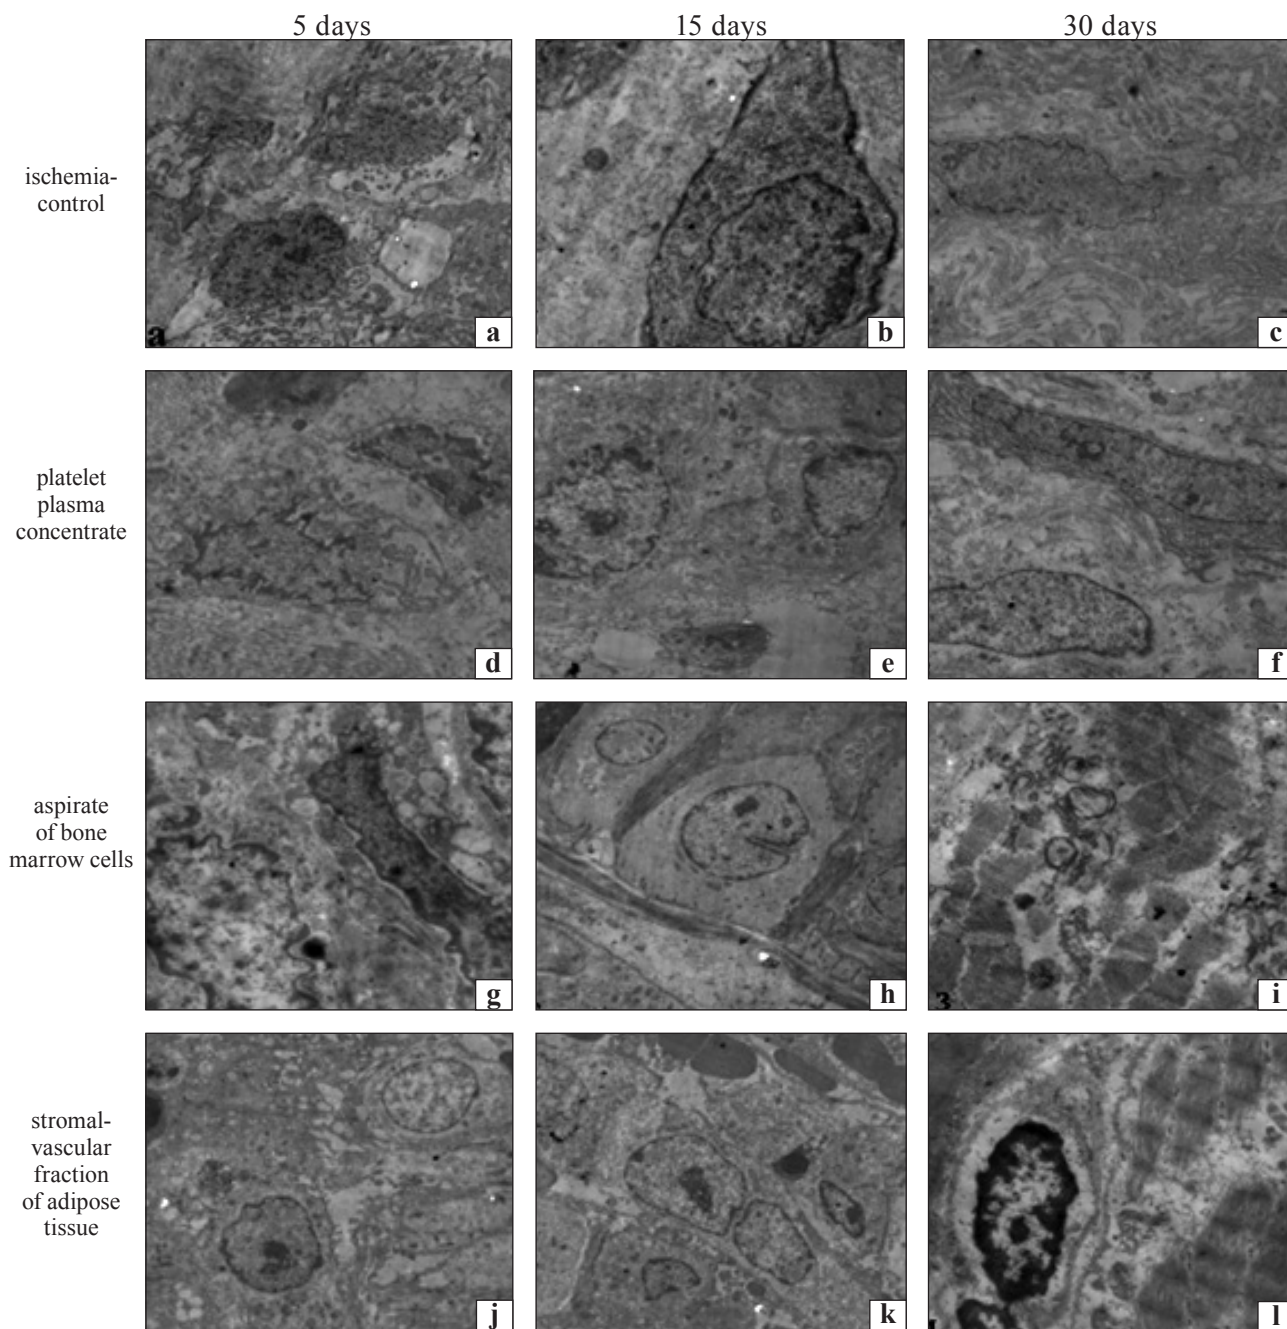 5 days
15 days
30 days
ischemia-
control
a
a
b
c
platelet
plasma
concentrate
d
e
f
aspirate
of bone
marrow cells
g
h
3
i
stromal-
vascular
fraction
of adipose
tissue
j
k
l